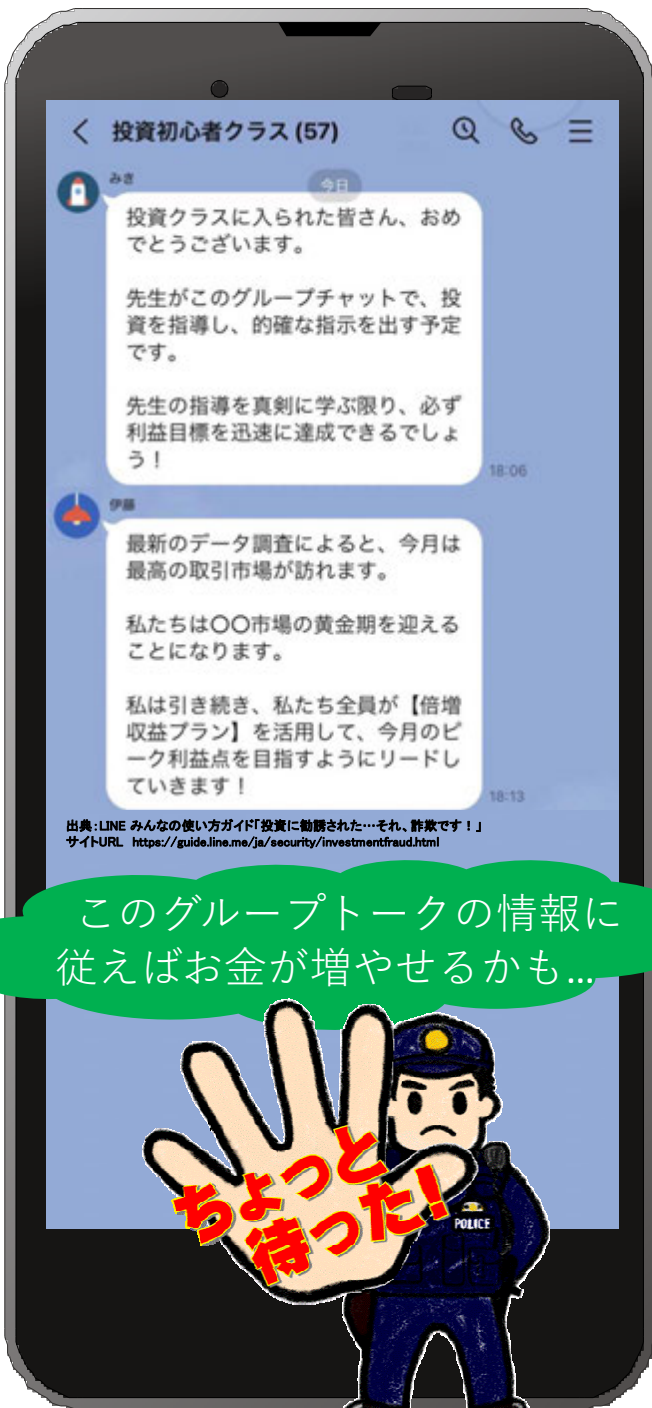 投資初心者クラス (57)
今日
みき
投資クラスに入られた皆さん、おめ
でとうございます。
先生がこのグループチャットで、投
資を指導し、的確な指示を出す予定
です。
先生の指導を真剣に学ぶ限り、必ず
利益目標を迅速に達成できるでしょ
う！
18:06
伊藤
最新のデータ調査によると、今月は
最高の取引市場が訪れます。
私たちは〇〇市場の黄金期を迎える
ことになります。
私は引き続き、私たち全員が【倍増
収益プラン】を活用して、今月のピ
ーク利益点を目指すようにリードし
ていきます！
18:13
出典：LINE みんなの使い方ガイド「投資に勧誘された…それ、詐欺です！」
サイトURL https://guide.line.me/ja/security/investmentfraud.html
このグループトークの情報に
従えばお金が増やせるかも…
ちょっと
待った！
POLICE